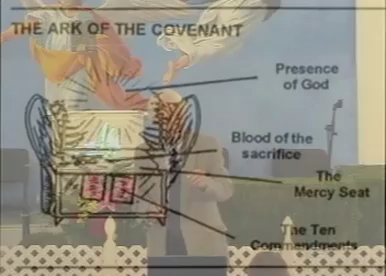 THE ARK OF THE COVENANT
Presence
of God
Blood of the
sacrifice
The
Mercy Seat
The Ten
Commandments